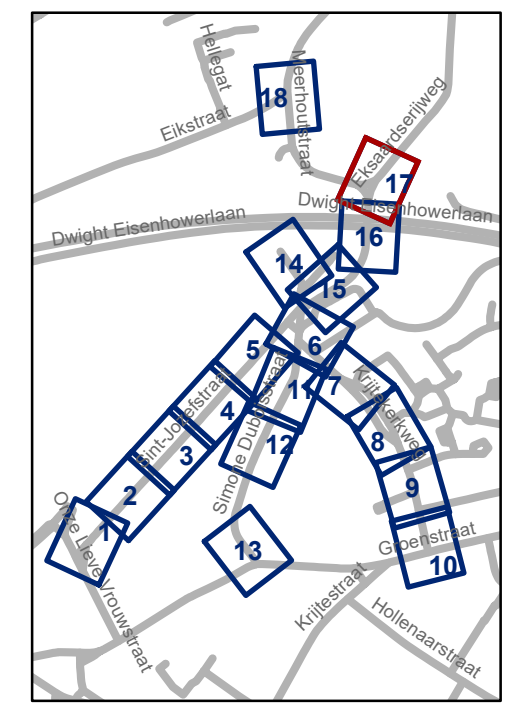 Hellegat
Meerhoutstraat
18
Eikstraat
Eksaardserijweg
17
Dwight Eisenhowerlaan
Dwight Eisenhowerlaan
16
14
15
5
6
11
7
Krijtekerkweg
Sint-Jozefstraat
4
Simone Duboisstraat
12
8
3
2
9
Onze Lieve Vrouwstraat
1
13
Groenstraat
10
Krijtestraat
Hollenaarstraat